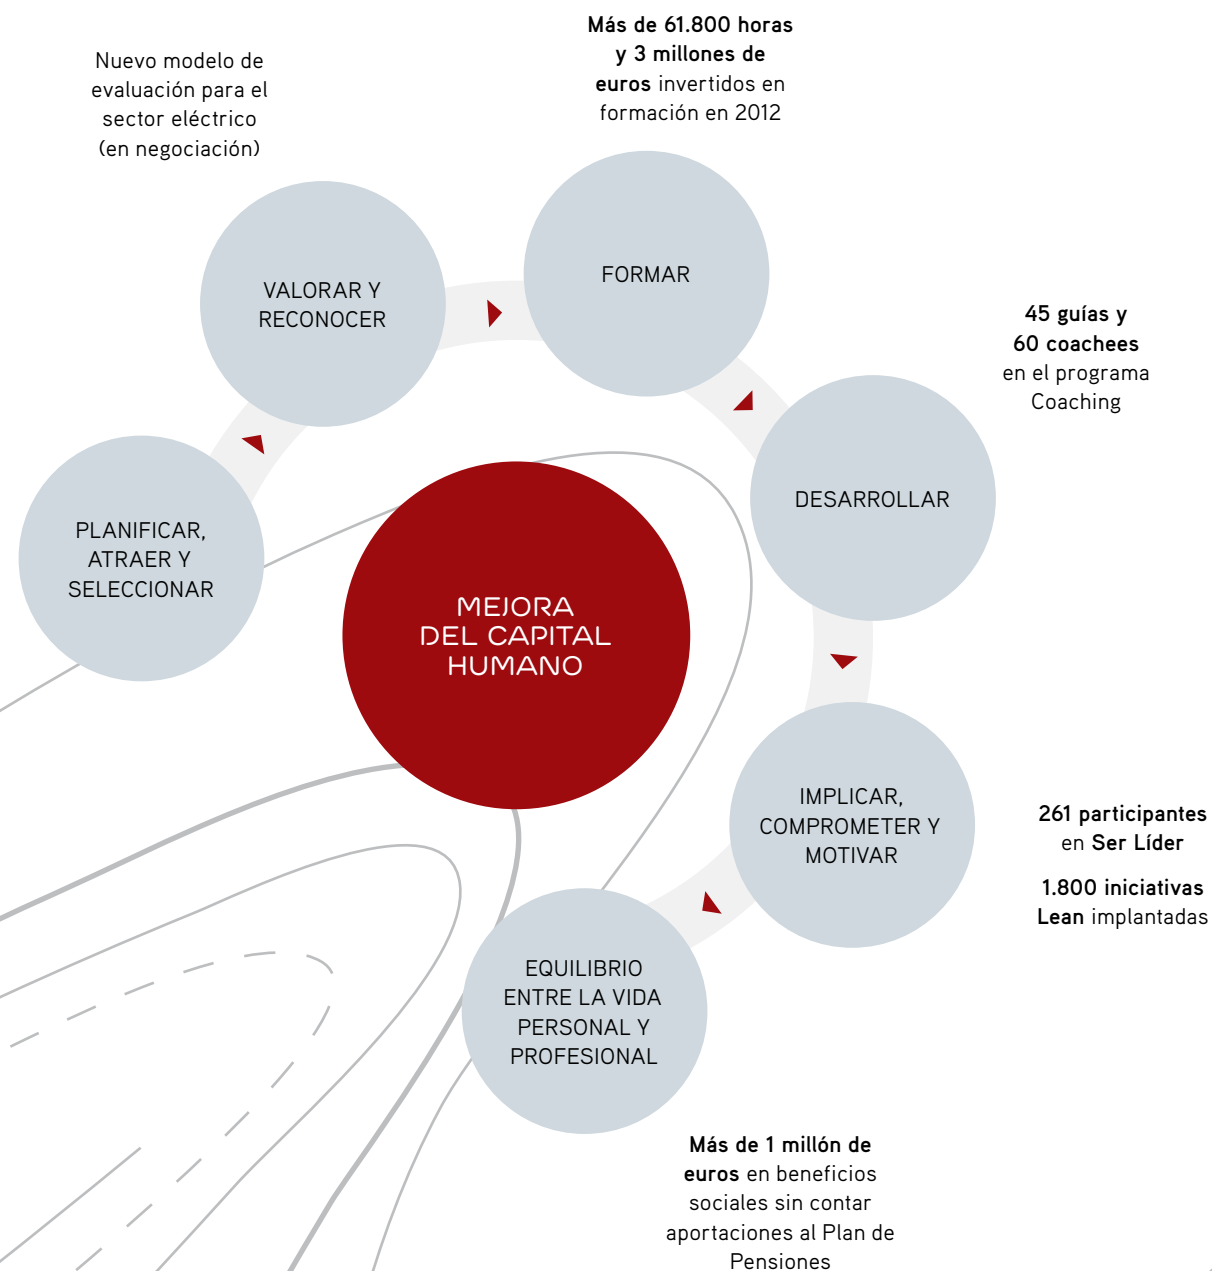 Nuevo modelo de
evaluación para el
sector eléctrico
(en negociación)
Más de 61.800 horas
y 3 millones de
euros invertidos en
formación en 2012
VALORAR Y
RECONOCER
FORMAR
45 guías y
60 coachees
en el programa
Coaching
PLANIFICAR,
ATRAER Y
SELECCIONAR
DESARROLLAR
MEJORA
DEL CAPITAL
HUMANO
IMPLICAR,
COMPROMETER Y
MOTIVAR
261 participantes
en Ser Líder
1.800 iniciativas
Lean implantadas
EQUILIBRIO
ENTRE LA VIDA
PERSONAL Y
PROFESIONAL
Más de 1 millón de
euros en beneficios
sociales sin contar
aportaciones al Plan de
Pensiones